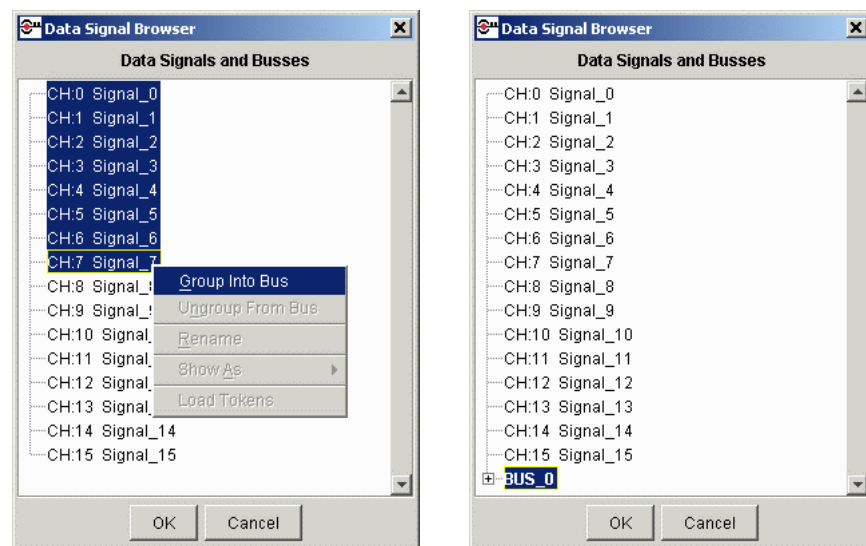 Data Signal Browser
Data Signals and Busses
CH:0 Signal_0
CH:1 Signal_1
CH:2 Signal_2
CH:3 Signal_3
CH:4 Signal_4
CH:5 Signal_5
CH:6 Signal_6
CH:7 Signal_7
CH:8 Signal_
CH:9 Signal_
CH:10 Signal_
CH:11 Signal_
CH:12 Signal_
CH:13 Signal_
CH:14 Signal_14
CH:15 Signal_15
Group Into Bus
Ungroup From Bus
Rename
Show As
Load Tokens
OK Cancel
Data Signal Browser
Data Signals and Busses
CH:0 Signal_0
CH:1 Signal_1
CH:2 Signal_2
CH:3 Signal_3
CH:4 Signal_4
CH:5 Signal_5
CH:6 Signal_6
CH:7 Signal_7
CH:8 Signal_8
CH:9 Signal_9
CH:10 Signal_10
CH:11 Signal_11
CH:12 Signal_12
CH:13 Signal_13
CH:14 Signal_14
CH:15 Signal_15
BUS_0
OK Cancel